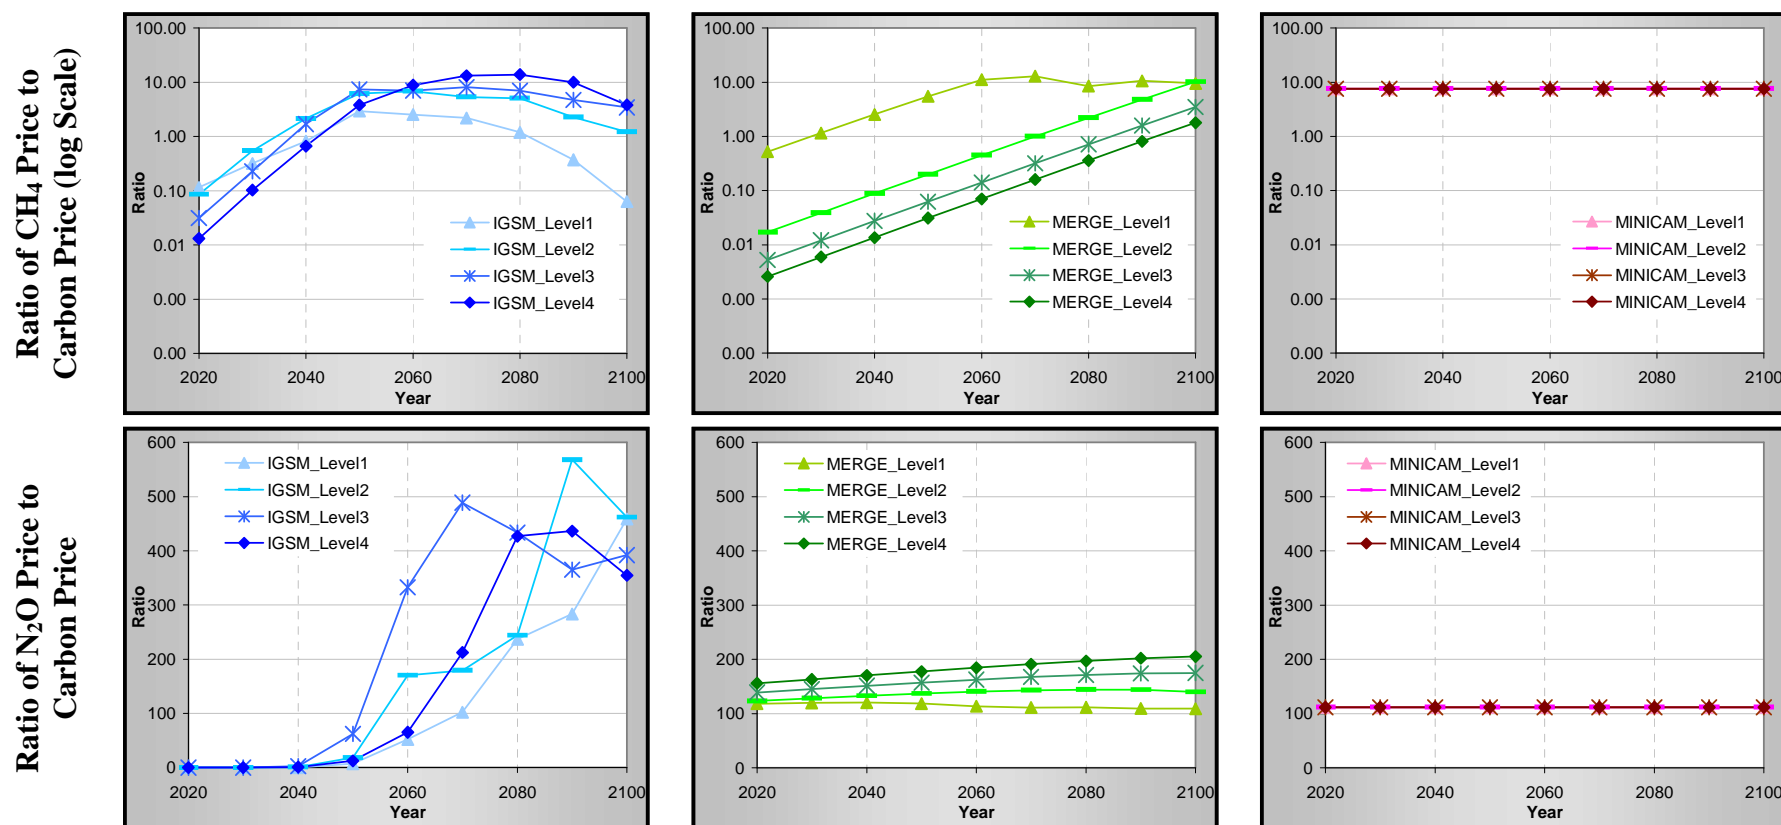 Ratio of CH₄ Price to
Carbon Price (log Scale)
Ratio
100.00
10.00
1.00
0.10
0.01
0.00
0.00
2020 2040 2060 2080 2100
Year
IGSM_Level1
IGSM_Level2
IGSM_Level3
IGSM_Level4
Ratio
100.00
10.00
1.00
0.10
0.01
0.00
0.00
2020 2040 2060 2080 2100
Year
MERGE_Level1
MERGE_Level2
MERGE_Level3
MERGE_Level4
Ratio
100.00
10.00
1.00
0.10
0.01
0.00
0.00
2020 2040 2060 2080 2100
Year
MINICAM_Level1
MINICAM_Level2
MINICAM_Level3
MINICAM_Level4
Ratio of N₂O Price to
Carbon Price
Ratio
600
500
400
300
200
100
0
2020 2040 2060 2080 2100
Year
IGSM_Level1
IGSM_Level2
IGSM_Level3
IGSM_Level4
Ratio
600
500
400
300
200
100
0
2020 2040 2060 2080 2100
Year
MERGE_Level1
MERGE_Level2
MERGE_Level3
MERGE_Level4
Ratio
600
500
400
300
200
100
0
2020 2040 2060 2080 2100
Year
MINICAM_Level1
MINICAM_Level2
MINICAM_Level3
MINICAM_Level4